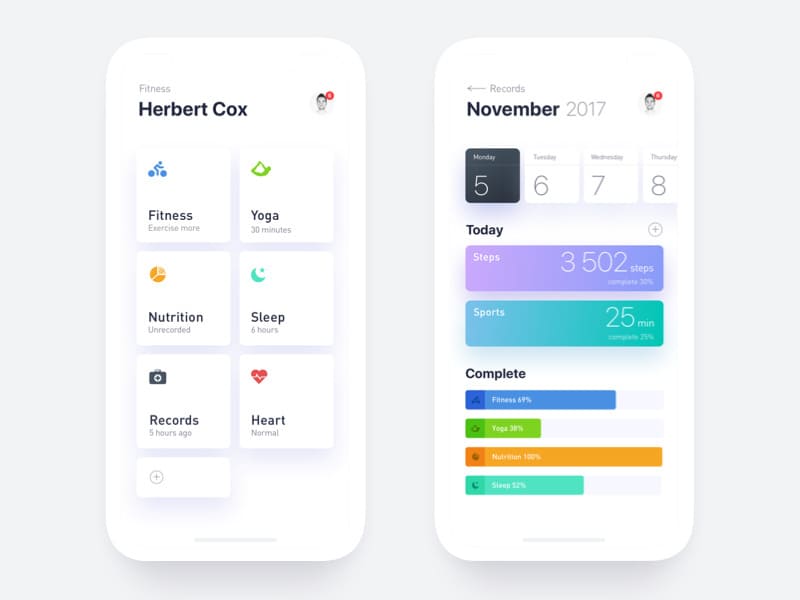 Fitness
Herbert Cox
Fitness
Exercise more
Yoga
30 minutes
Nutrition
Unrecorded
Sleep
6 hours
Records
5 hours ago
Heart
Normal
Records
November 2017
Monday
5
Tuesday
6
Wednesday
7
Thursday
8
Today
Steps
3 502 steps
complete 30%
Sports
25 min
complete 25%
Complete
Fitness 69%
Yoga 38%
Nutrition 100%
Sleep 52%